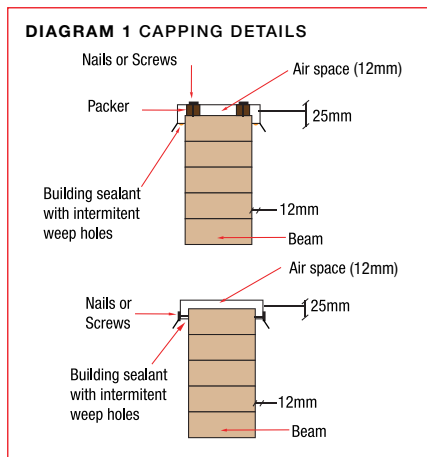 DIAGRAM 1 CAPPING DETAILS
Nails or Screws
Air space (12mm)
Packer
25mm
Building sealant
with intermitent
weep holes
12mm
Beam
Air space (12mm)
Nails or
Screws
25mm
Building sealant
with intermitent
weep holes
12mm
Beam